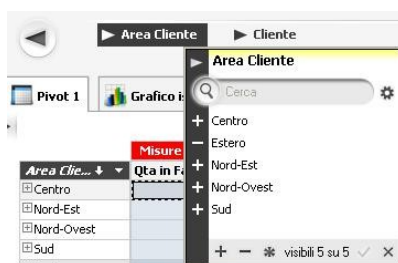 Area Cliente
Cliente
Area Cliente
Pivot 1
Grafico i
Cerca
Centro
Estero
Misure
Nord-Est
Area Clie...
Qta in Fa
Nord-Ovest
Centro
Sud
Nord-Est
Nord-Ovest
Sud
visibili 5 su 5